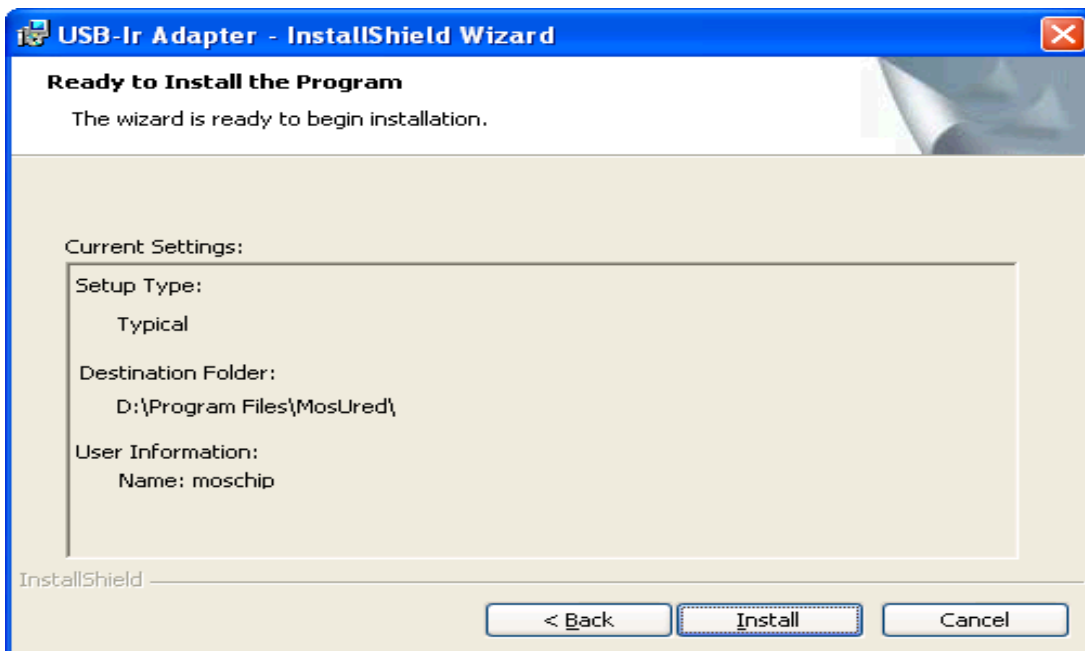 USB-Ir Adapter - InstallShield Wizard
Ready to Install the Program
The wizard is ready to begin installation.
Current Settings:
Setup Type:
Typical
Destination Folder:
D:\Program Files\MosUred\
User Information:
Name: moschip
InstallShield
< Back Install Cancel